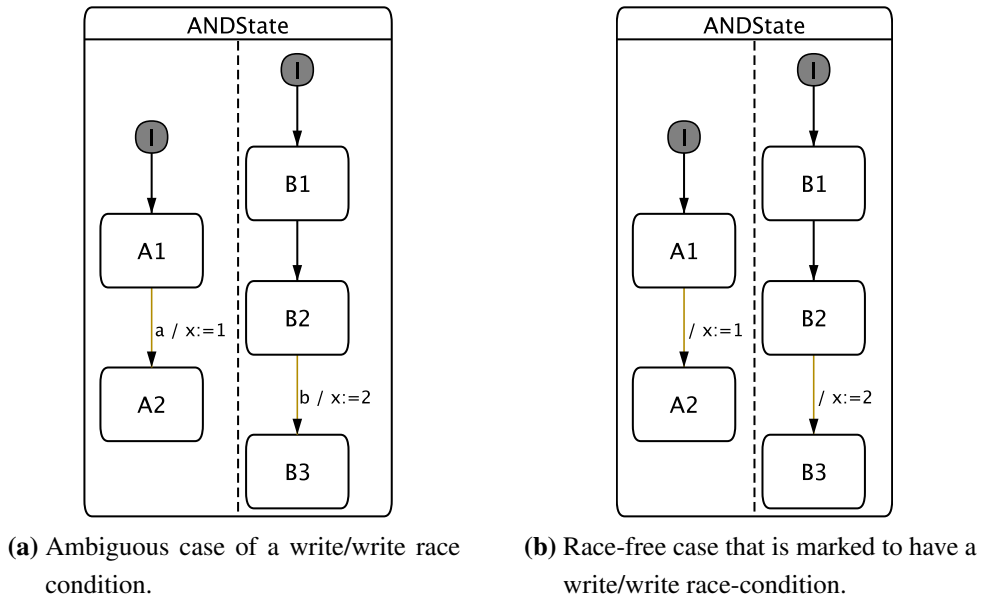 ANDState
I
I
B1
A1
B2
a / x:=1
A2
b / x:=2
B3
(a) Ambiguous case of a write/write race
condition.
ANDState
I
I
B1
A1
B2
/ x:=1
A2
/ x:=2
B3
(b) Race-free case that is marked to have a
write/write race-condition.